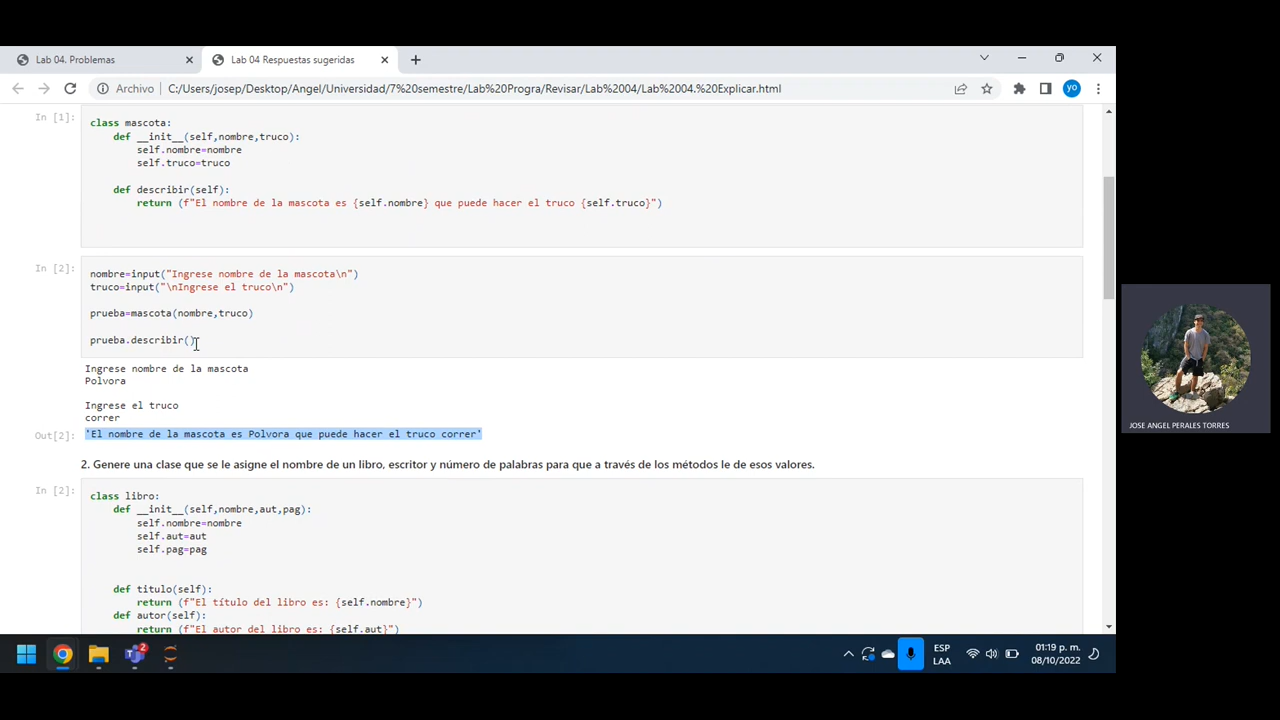 Lab 04. Problemas
Lab 04 Respuestas sugeridas
Archivo
C:/Users/josep/Desktop/Angel/Universidad/7%20semestre/Lab%20Progra/Revisar/Lab%2004/Lab%2004.%20Explicar.html
yo
In [1]:
class mascota:
def __init__(self,nombre,truco):
self.nombre=nombre
self.truco=truco
def describir(self):
return (f"El nombre de la mascota es {self.nombre} que puede hacer el truco {self.truco}")
In [2]:
nombre=input("Ingrese nombre de la mascota\n")
truco=input("\nIngrese el truco\n")
prueba=mascota(nombre,truco)
prueba.describir()
Ingrese nombre de la mascota
Polvora
Ingrese el truco
correr
Out[2]: 'El nombre de la mascota es Polvora que puede hacer el truco correr'
2. Genere una clase que se le asigne el nombre de un libro, escritor y número de palabras para que a través de los métodos le de esos valores.
In [2]:
class libro:
def __init__(self,nombre,aut,pag):
self.nombre=nombre
self.aut=aut
self.pag=pag
def titulo(self):
return (f"El título del libro es: {self.nombre}")
def autor(self):
return (f"El autor del libro es: {self.aut}")
JOSE ANGEL PERALES TORRES
2
ESP
LAA
01:19 p. m.
08/10/2022